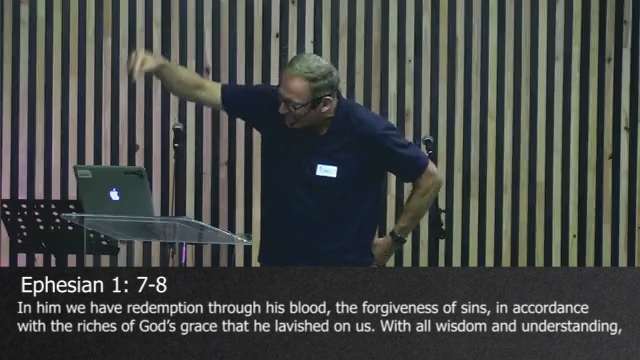 Ephesian 1: 7-8
In him we have redemption through his blood, the forgiveness of sins, in accordance
with the riches of God's grace that he lavished on us. With all wisdom and understanding,